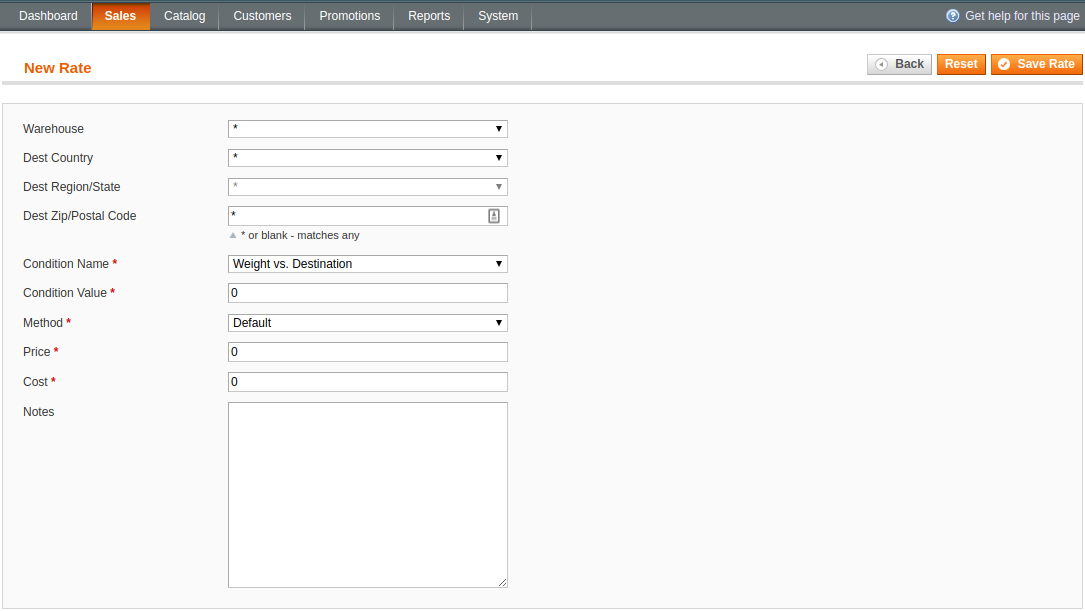 Dashboard Sales Catalog Customers Promotions Reports System Get help for this page
New Rate Back Reset Save Rate
Warehouse *
Dest Country *
Dest Region/State *
Dest Zip/Postal Code *
* or blank - matches any
Condition Name * Weight vs. Destination
Condition Value * 0
Method * Default
Price * 0
Cost * 0
Notes